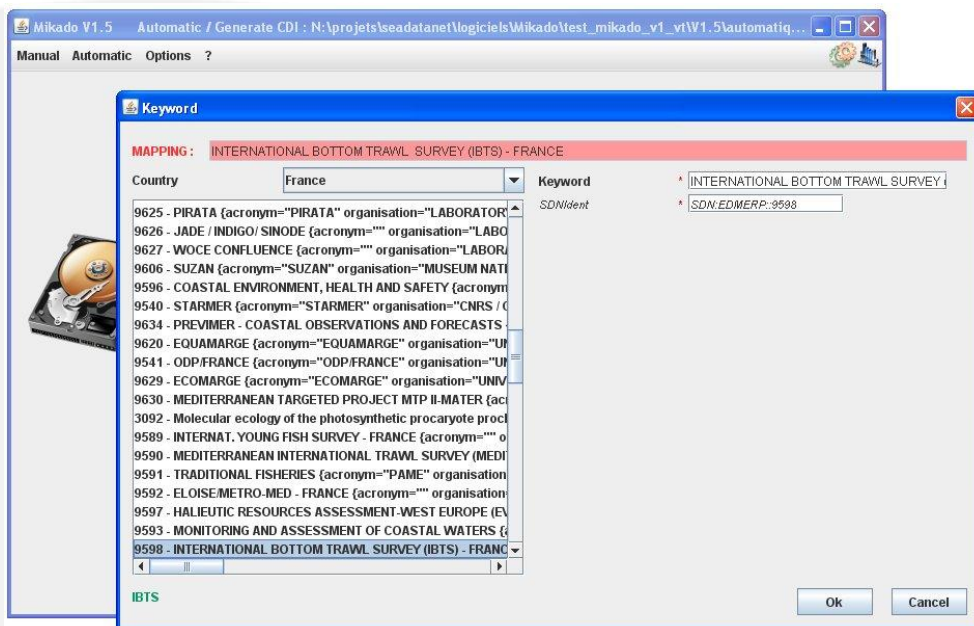 Mikado V1.5 Automatic / Generate CDI : N:\projets\seadatanet\logiciels\Mikado\test_mikado_v1_vt\V1.5\automatiq...
Manual Automatic Options ?
Keyword
MAPPING : INTERNATIONAL BOTTOM TRAWL SURVEY (IBTS) - FRANCE
Country France
Keyword * INTERNATIONAL BOTTOM TRAWL SURVEY (
SDNIdent * SDN:EDMERP::9598
9625 - PIRATA {acronym="PIRATA" organisation="LABORATOR
9626 - JADE / INDIGO/ SINODE {acronym="" organisation="LABO
9627 - WOCE CONFLUENCE {acronym="" organisation="LABORA
9606 - SUZAN {acronym="SUZAN" organisation="MUSEUM NATI
9596 - COASTAL ENVIRONMENT, HEALTH AND SAFETY {acronym
9540 - STARMER {acronym="STARMER" organisation="CNRS / (
9634 - PREVIMER - COASTAL OBSERVATIONS AND FORECASTS
9620 - EQUAMARGE {acronym="EQUAMARGE" organisation="UN
9541 - ODP/FRANCE {acronym="ODP/FRANCE" organisation="UN
9629 - ECOMARGE {acronym="ECOMARGE" organisation="UNIV
9630 - MEDITERRANEAN TARGETED PROJECT MTP II-MATER {acr
3092 - Molecular ecology of the photosynthetic procaryote procl
9589 - INTERNAT. YOUNG FISH SURVEY - FRANCE {acronym="" o
9590 - MEDITERRANEAN INTERNATIONAL TRAWL SURVEY (MEDI
9591 - TRADITIONAL FISHERIES {acronym="PAME" organisation
9592 - ELOISE/METRO-MED - FRANCE {acronym="" organisation
9597 - HALIEUTIC RESOURCES ASSESSMENT-WEST EUROPE (EV
9593 - MONITORING AND ASSESSMENT OF COASTAL WATERS {
9598 - INTERNATIONAL BOTTOM TRAWL SURVEY (IBTS) - FRANC
IBTS
Ok Cancel